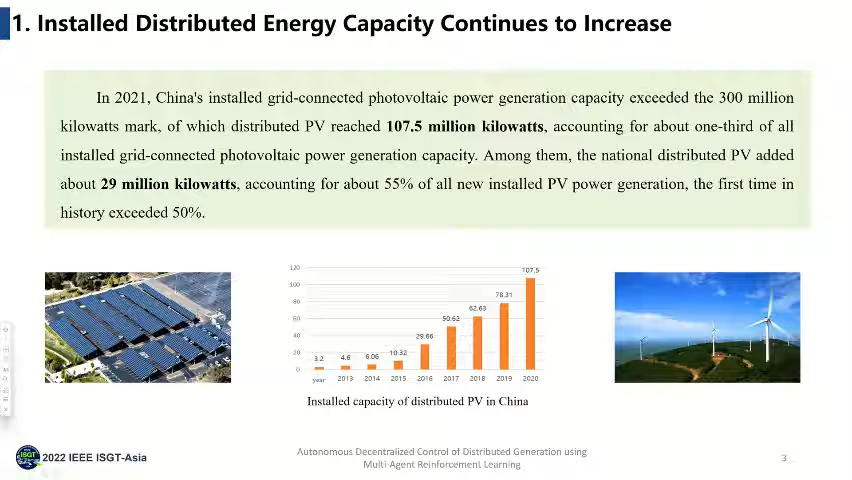 1. Installed Distributed Energy Capacity Continues to Increase
In 2021, China's installed grid-connected photovoltaic power generation capacity exceeded the 300 million
kilowatts mark, of which distributed PV reached 107.5 million kilowatts, accounting for about one-third of all
installed grid-connected photovoltaic power generation capacity. Among them, the national distributed PV added
about 29 million kilowatts, accounting for about 55% of all new installed PV power generation, the first time in
history exceeded 50%.
120
100
80
60
40
20
0
3.2
4.6
6.06
10.32
29.66
50.62
62.63
78.31
107.5
year 2013 2014 2015 2016 2017 2018 2019 2020
Installed capacity of distributed PV in China
ISGT
2022 IEEE ISGT-Asia
Autonomous Decentralized Control of Distributed Generation using
Multi-Agent Reinforcement Learning
3